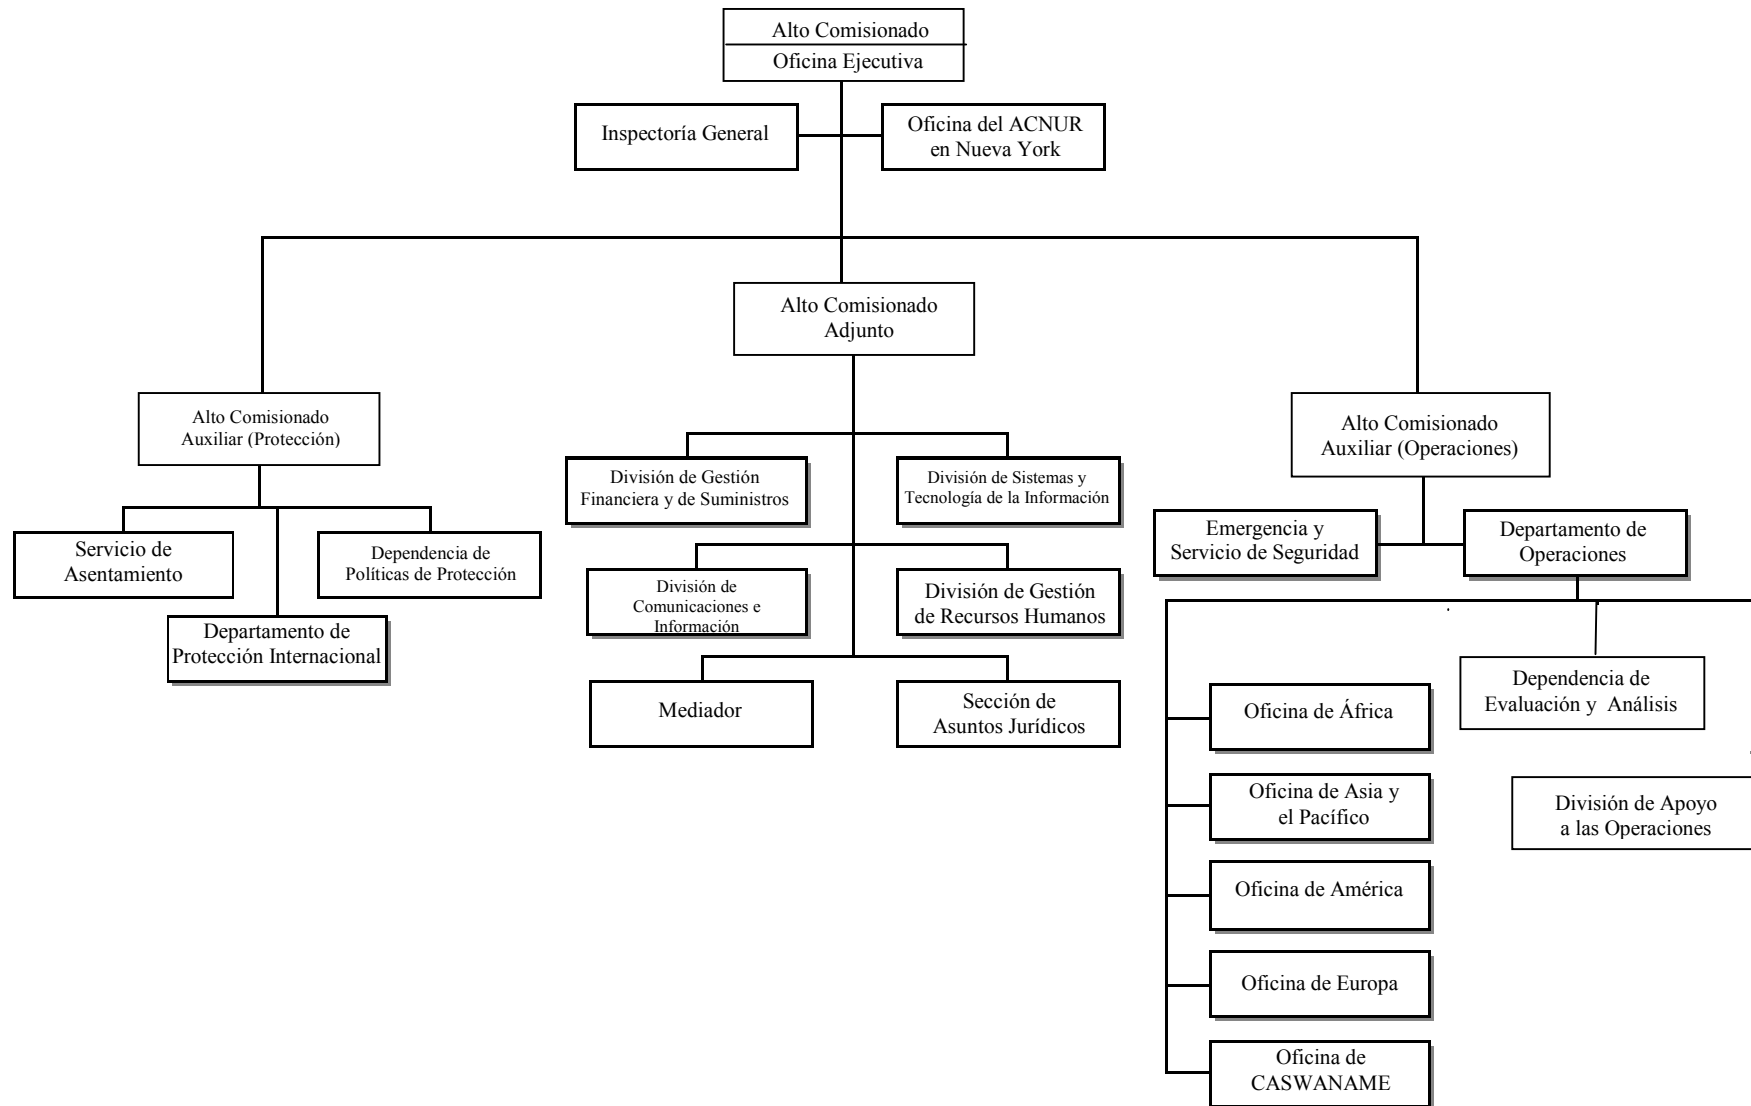 Alto Comisionado
Oficina Ejecutiva
Inspectoría General
Oficina del ACNUR
en Nueva York
Alto Comisionado
Adjunto
Alto Comisionado
Auxiliar (Protección)
Alto Comisionado
Auxiliar (Operaciones)
División de Gestión
Financiera y de Suministros
División de Sistemas y
Tecnología de la Información
Servicio de
Asentamiento
Dependencia de
Políticas de Protección
Departamento de
Protección Internacional
División de
Comunicaciones e
Información
División de Gestión
de Recursos Humanos
Mediador
Sección de
Asuntos Jurídicos
Emergencia y
Servicio de Seguridad
Departamento de
Operaciones
Dependencia de
Evaluación y Análisis
Oficina de África
Oficina de Asia y
el Pacífico
División de Apoyo
a las Operaciones
Oficina de América
Oficina de Europa
Oficina de
CASWANAME